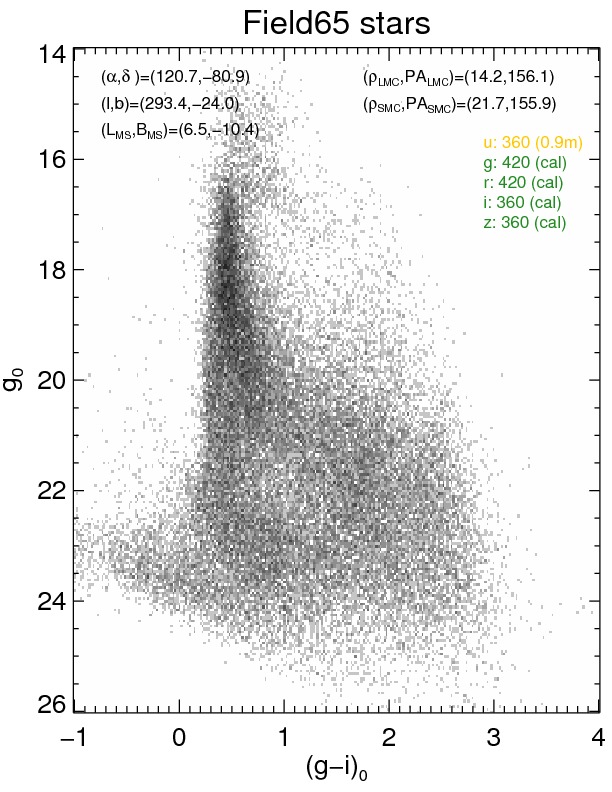 Field65 stars
(α,δ )=(120.7,−80.9)
(ρLMC,PALMC)=(14.2,156.1)
(l,b)=(293.4,−24.0)
(ρSMC,PASMC)=(21.7,155.9)
(LMS,BMS)=(6.5,−10.4)
u: 360 (0.9m)
g: 420 (cal)
r: 420 (cal)
i: 360 (cal)
z: 360 (cal)
14
16
18
20
22
24
26
g0
−1 0 1 2 3 4
(g−i)0